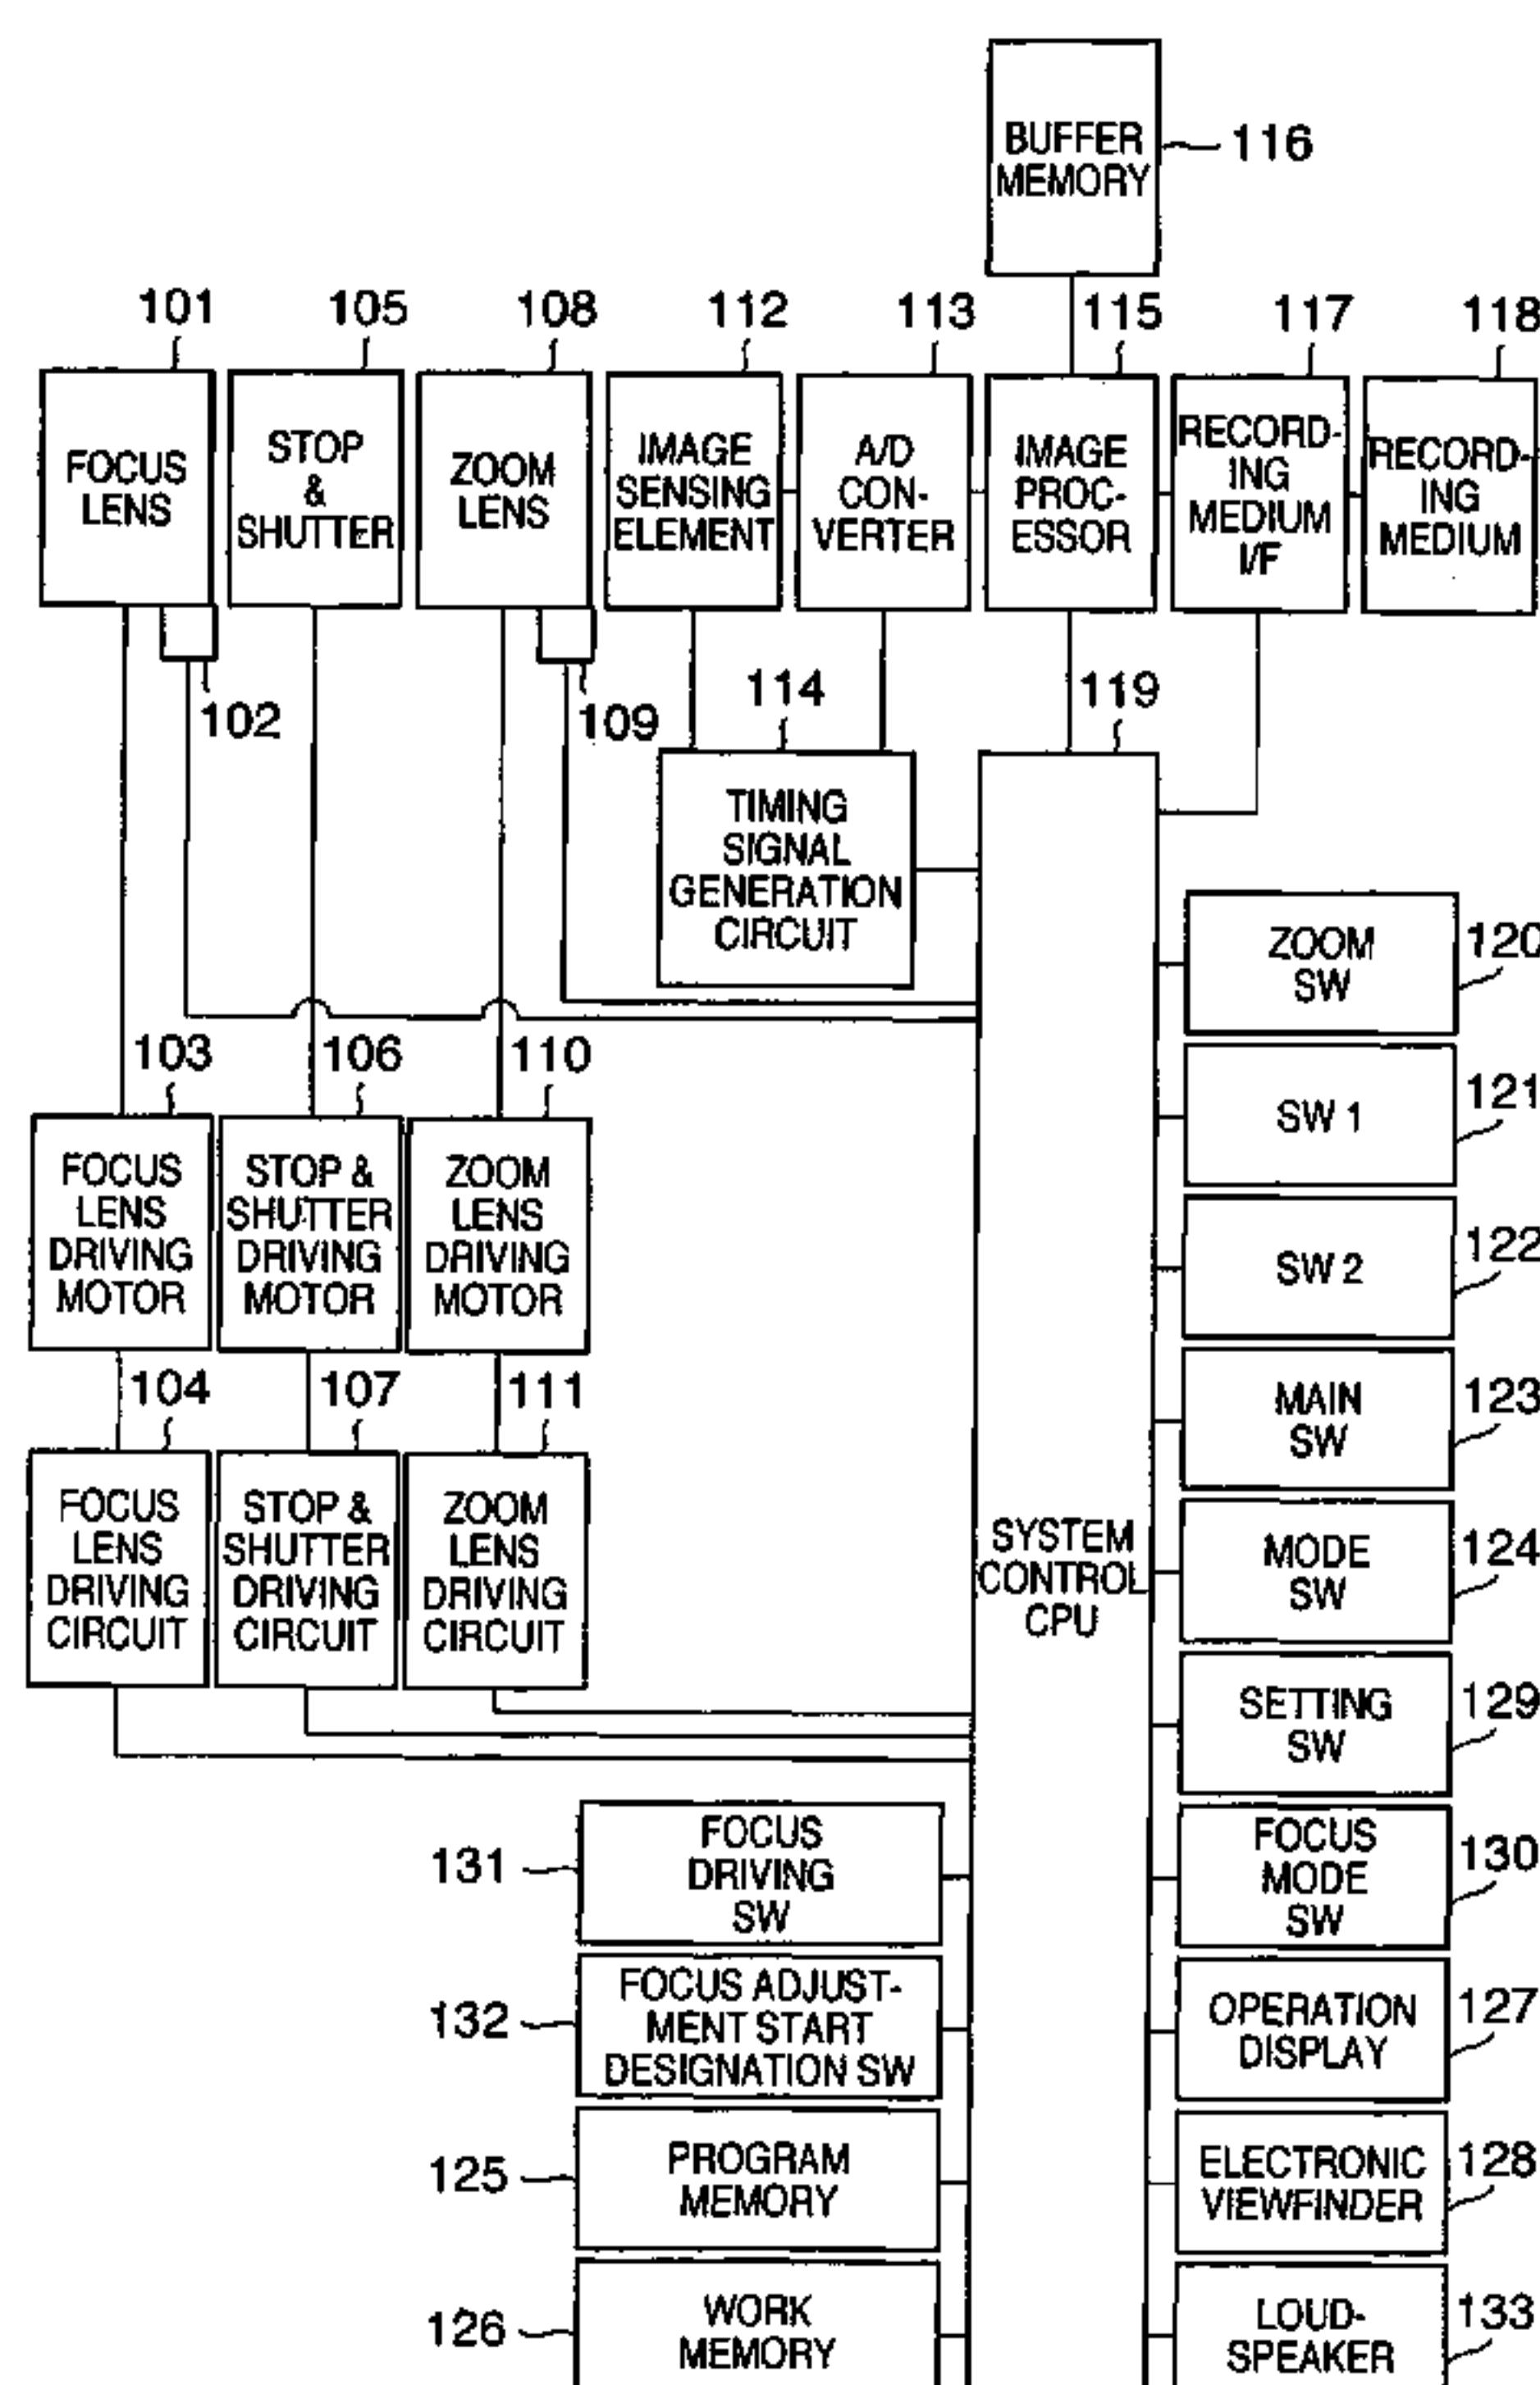 BUFFER
MEMORY
116
101
105
108
112
113
115
117
118
FOCUS
LENS
STOP
&
SHUTTER
ZOOM
LENS
IMAGE
SENSING
ELEMENT
A/D
CON-
VERTER
IMAGE
PROC-
ESSOR
RECORD-
ING
MEDIUM
I/F
RECORD-
ING
MEDIUM
102
109
114
119
TIMING
SIGNAL
GENERATION
CIRCUIT
ZOOM
SW
120
103
106
110
SW 1
121
FOCUS
LENS
DRIVING
MOTOR
STOP &
SHUTTER
DRIVING
MOTOR
ZOOM
LENS
DRIVING
MOTOR
SW 2
122
104
107
111
MAIN
SW
123
FOCUS
LENS
DRIVING
CIRCUIT
STOP &
SHUTTER
DRIVING
CIRCUIT
ZOOM
LENS
DRIVING
CIRCUIT
SYSTEM
CONTROL
CPU
MODE
SW
124
SETTING
SW
129
131
FOCUS
DRIVING
SW
FOCUS
MODE
SW
130
132
FOCUS ADJUST-
MENT START
DESIGNATION SW
OPERATION
DISPLAY
127
125
PROGRAM
MEMORY
ELECTRONIC
VIEWFINDER
128
126
WORK
MEMORY
LOUD-
SPEAKER
133